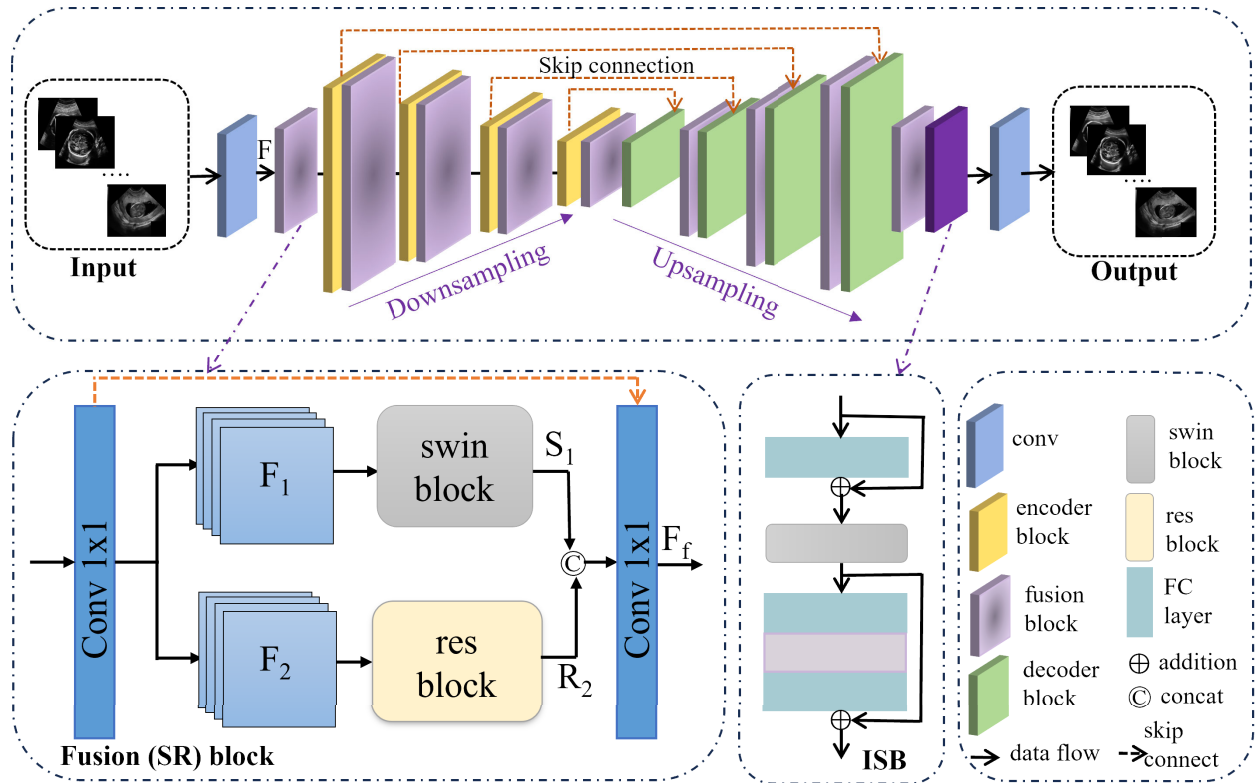 Skip connection
F
....
....
Input
Downsampling
Upsampling
Output
Conv 1x1
F1
swin
block
S1
F2
res
block
R2
C
Conv 1x1
Ff
Fusion (SR) block
ISB
conv
swin
block
encoder
block
res
block
fusion
block
FC
layer
decoder
block
addition
C concat
data flow
skip
connect